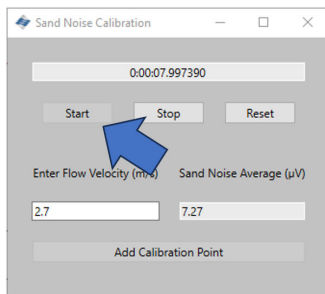 Sand Noise Calibration
0:00:07.997390
Start Stop Reset
Enter Flow Velocity (m/s) Sand Noise Average (µV)
2.7 7.27
Add Calibration Point